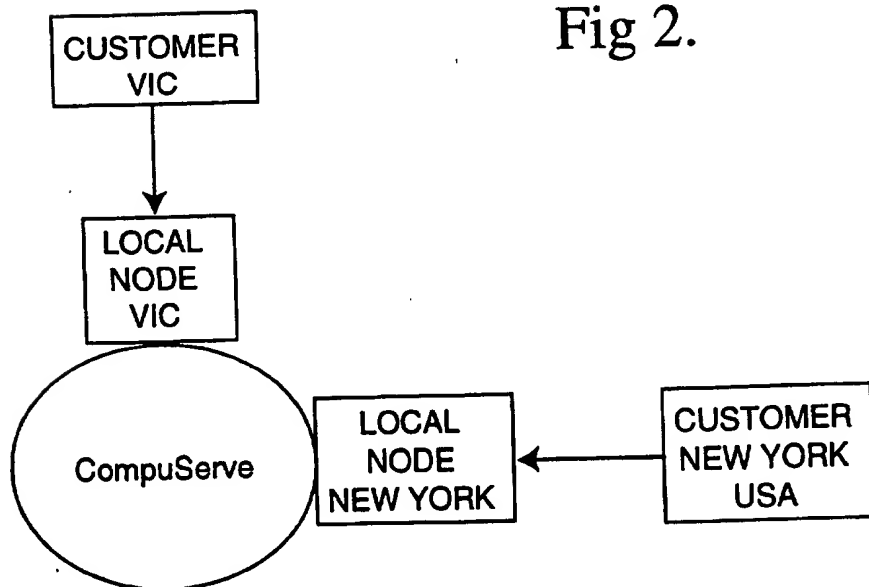 Fig 2.
CUSTOMER
VIC
LOCAL
NODE
VIC
CompuServe
LOCAL
NODE
NEW YORK
CUSTOMER
NEW YORK
USA